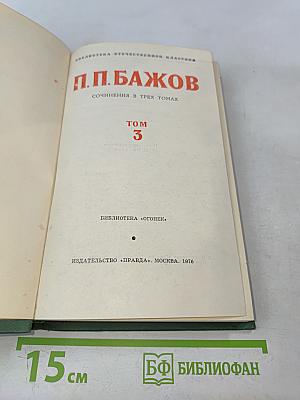 БИБЛИОТЕКА ОТЕЧЕСТВЕННОЙ КЛАССИКИ
П.П.БАЖОВ
СОЧИНЕНИЯ В ТРЕХ ТОМАХ
ТОМ
3
БИБЛИОТЕКА «ОГОНЕК»
ИЗДАТЕЛЬСТВО «ПРАВДА». МОСКВА. 1976
15 см
БФ БИБЛИОФАН